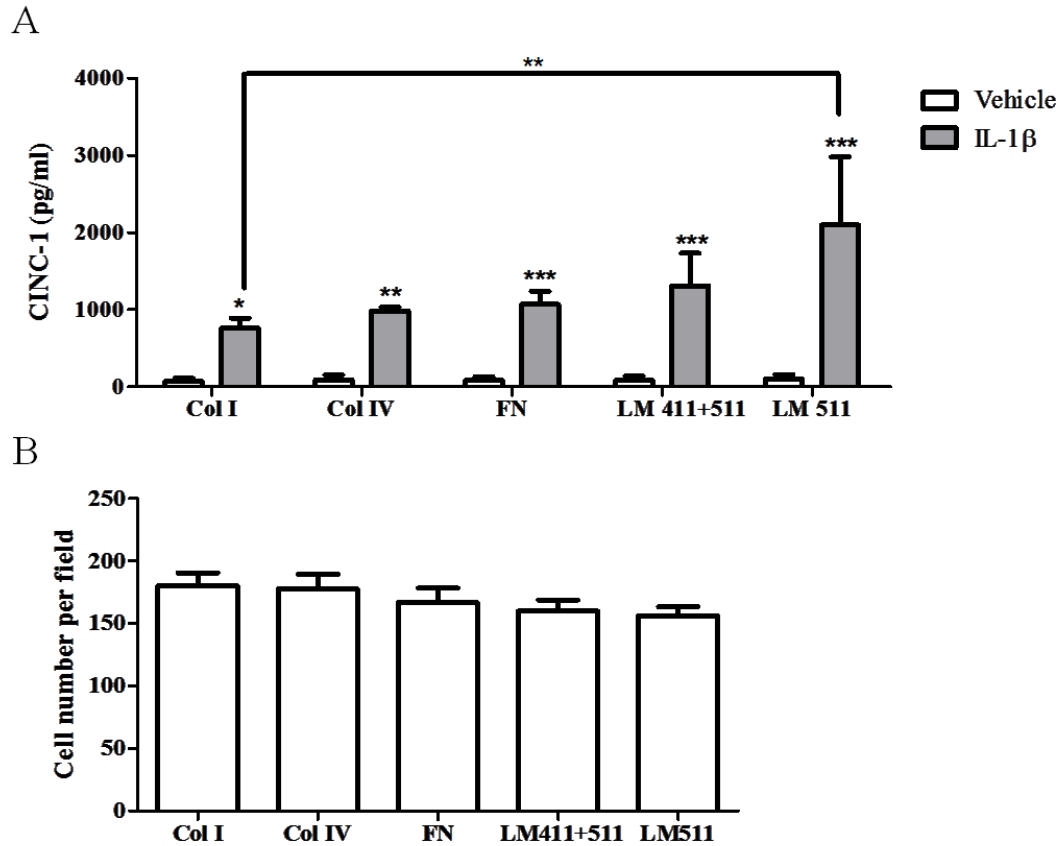 A
**
4000
3000
2000
1000
0
CINC-1 (pg/ml)
Vehicle
IL-1β
*
**
***
***
***
Col I
Col IV
FN
LM 411+511
LM 511
B
250
200
150
100
50
0
Cell number per field
Col I
Col IV
FN
LM411+511
LM511